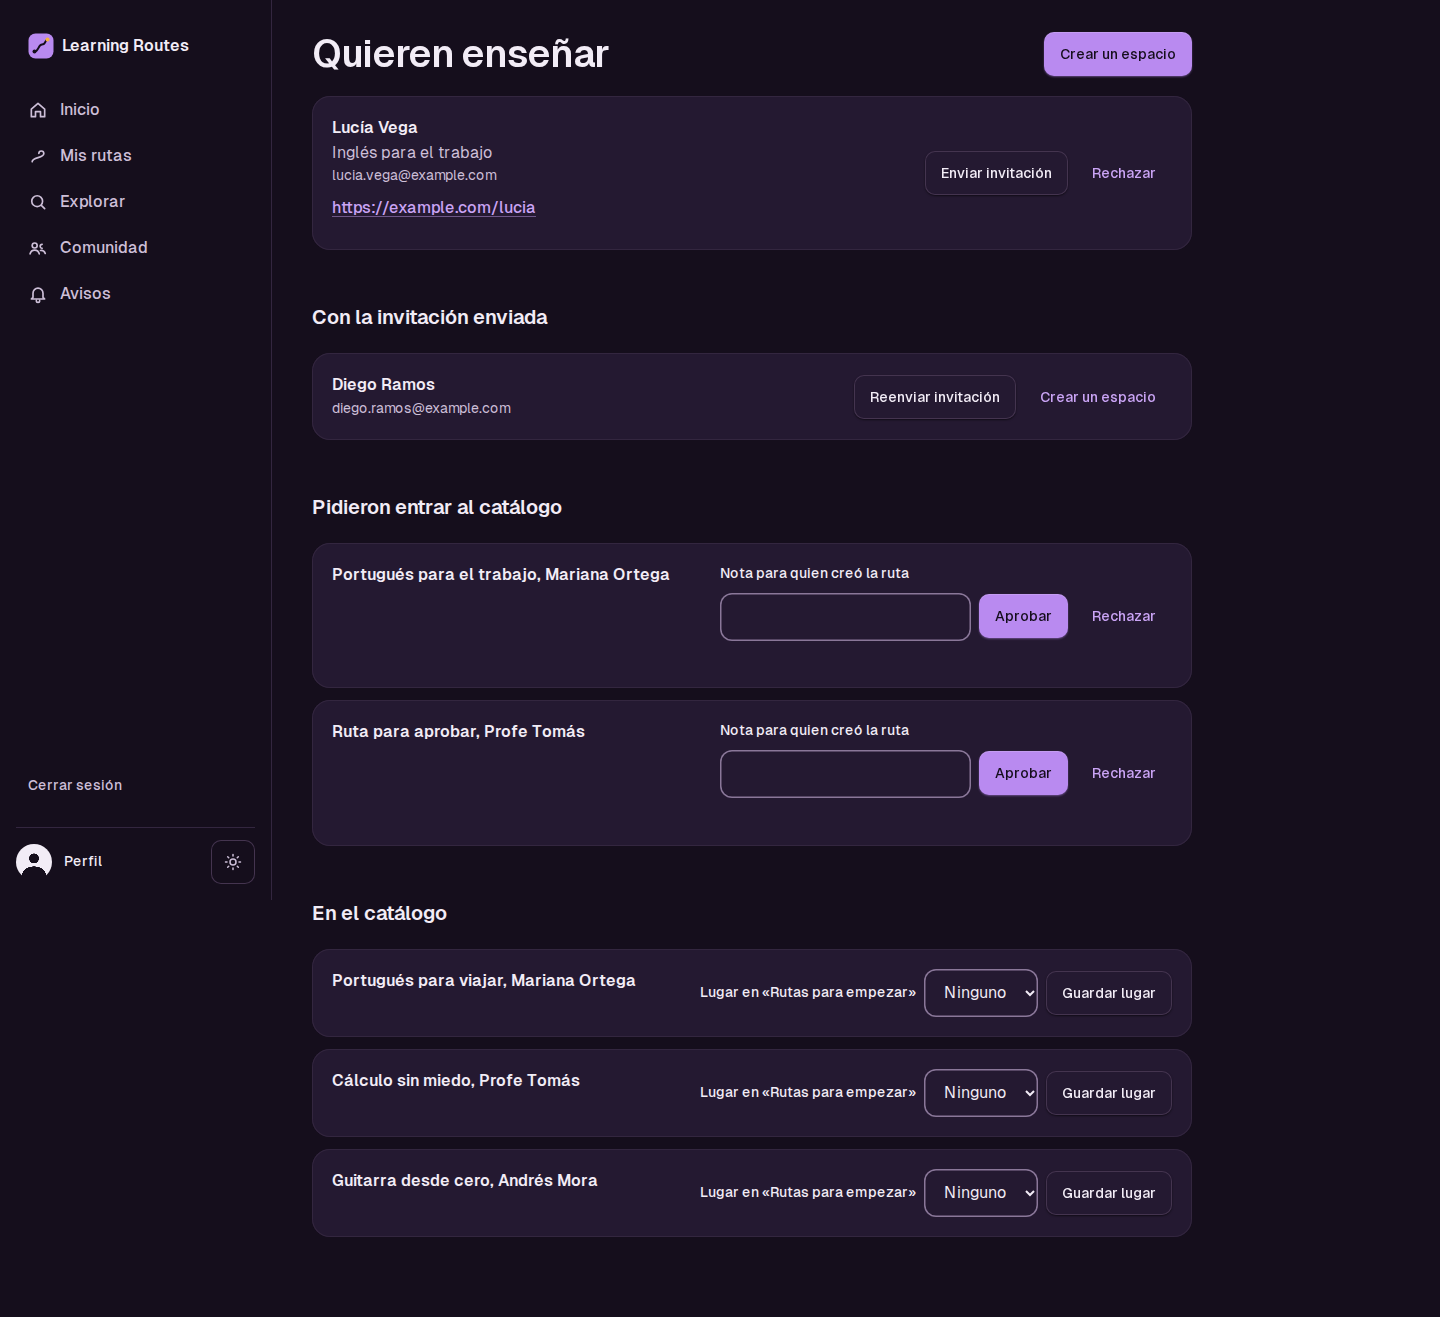 Learning Routes
Inicio
Mis rutas
Explorar
Comunidad
Avisos
Cerrar sesión
Perfil
Quieren enseñar
Crear un espacio
Lucía Vega
Inglés para el trabajo
lucia.vega@example.com
https://example.com/lucia
Enviar invitación
Rechazar
Con la invitación enviada
Diego Ramos
diego.ramos@example.com
Reenviar invitación
Crear un espacio
Pidieron entrar al catálogo
Portugués para el trabajo, Mariana Ortega
Nota para quien creó la ruta
Aprobar
Rechazar
Ruta para aprobar, Profe Tomás
Nota para quien creó la ruta
Aprobar
Rechazar
En el catálogo
Portugués para viajar, Mariana Ortega
Lugar en «Rutas para empezar»
Ninguno
Guardar lugar
Cálculo sin miedo, Profe Tomás
Lugar en «Rutas para empezar»
Ninguno
Guardar lugar
Guitarra desde cero, Andrés Mora
Lugar en «Rutas para empezar»
Ninguno
Guardar lugar